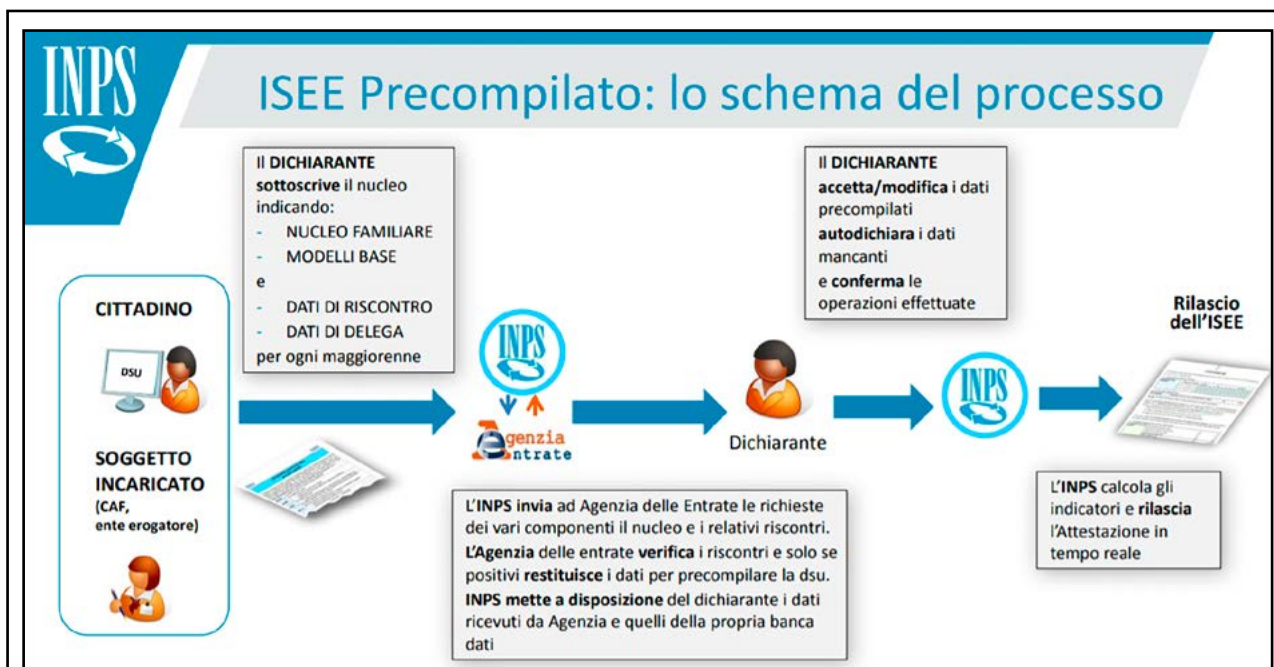 INPS
ISEE Precompilato: lo schema del processo
Il DICHIARANTE
sottoscrive il nucleo
indicando:
- NUCLEO FAMILIARE
- MODELLI BASE
e
- DATI DI RISCONTRO
- DATI DI DELEGA
per ogni maggiorenne
Il DICHIARANTE
accetta/modifica i dati
precompilati
autodichiara i dati
mancanti
e conferma le
operazioni effettuate
CITTADINO
DSU
SOGGETTO
INCARICATO
(CAF,
ente erogatore)
INPS
Agenzia
Entrate
Dichiarante
INPS
Rilascio
dell'ISEE
L'INPS invia ad Agenzia delle Entrate le richieste
dei vari componenti il nucleo e i relativi riscontri.
L'Agenzia delle entrate verifica i riscontri e solo se
positivi restituisce i dati per precompilare la dsu.
INPS mette a disposizione del dichiarante i dati
ricevuti da Agenzia e quelli della propria banca
dati
L'INPS calcola gli
indicatori e rilascia
l'Attestazione in
tempo reale